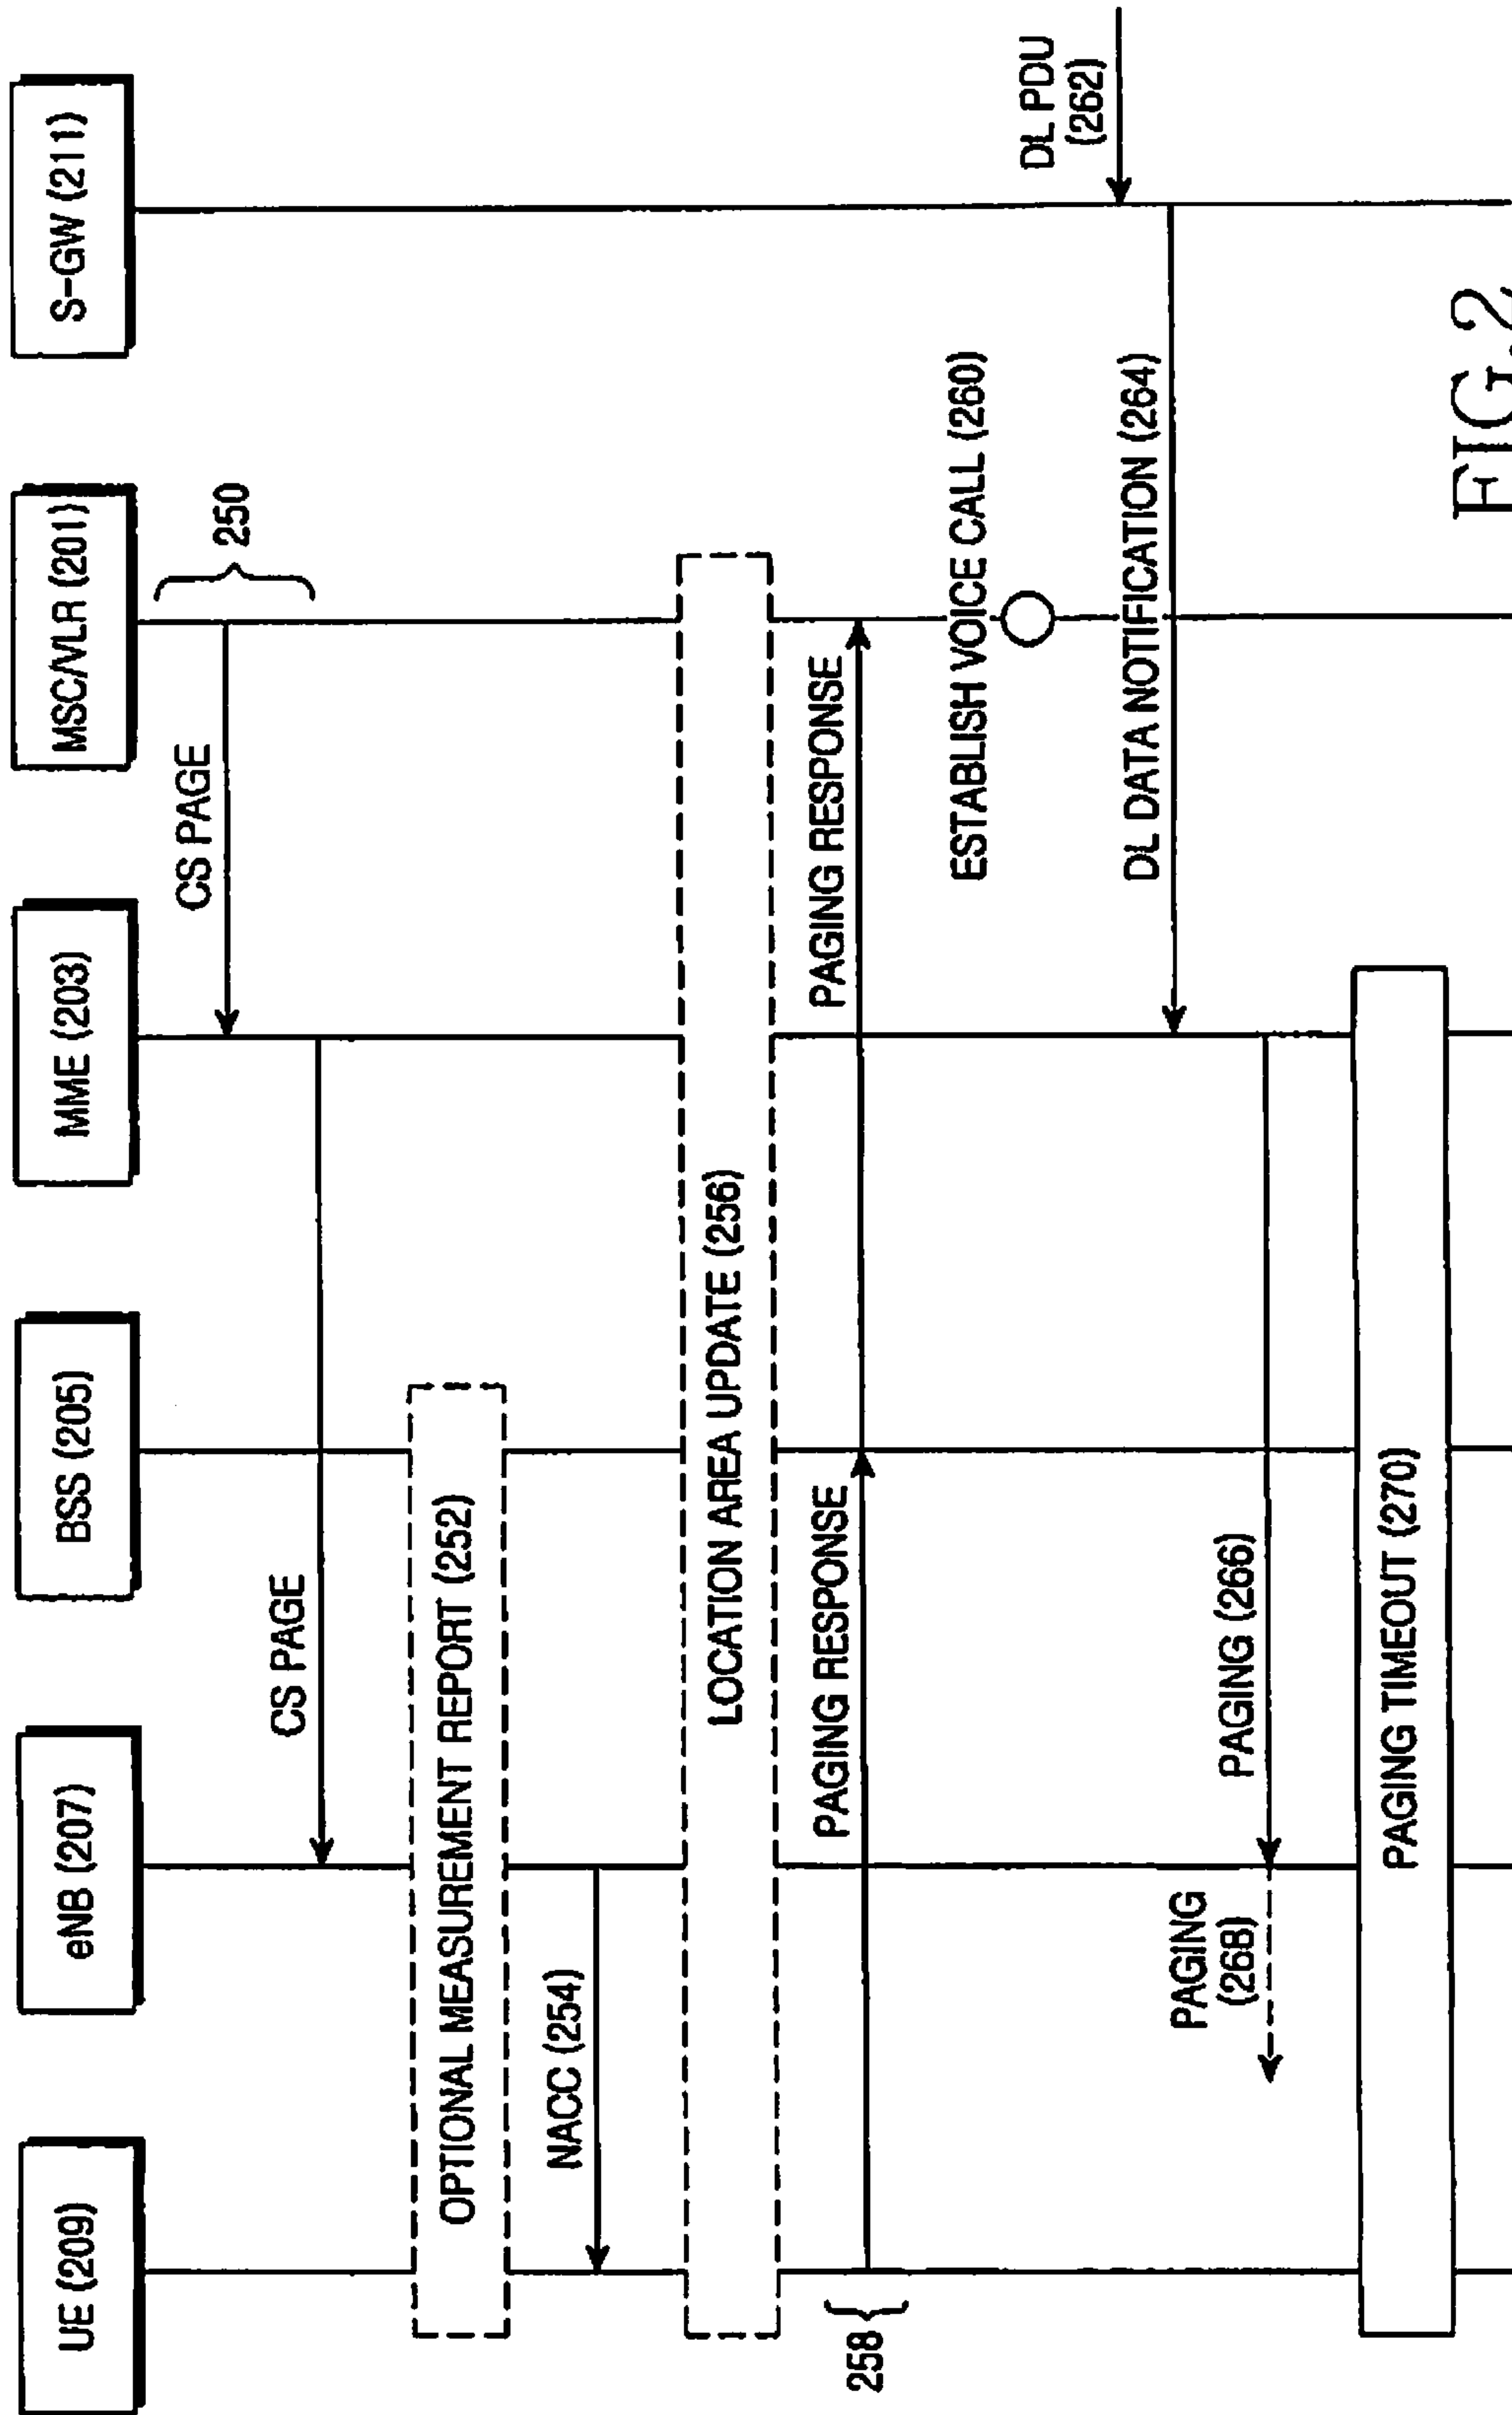 UE (209)
eNB (207)
BSS (205)
MME (203)
MSC/VLR (201)
S-GW (211)
CS PAGE
250
CS PAGE
OPTIONAL MEASUREMENT REPORT (252)
NACC (254)
LOCATION AREA UPDATE (256)
258
PAGING RESPONSE
PAGING RESPONSE
ESTABLISH VOICE CALL (260)
DL PDU
(262)
DL DATA NOTIFICATION (264)
PAGING (266)
PAGING
(268)
PAGING TIMEOUT (270)
FIG.2